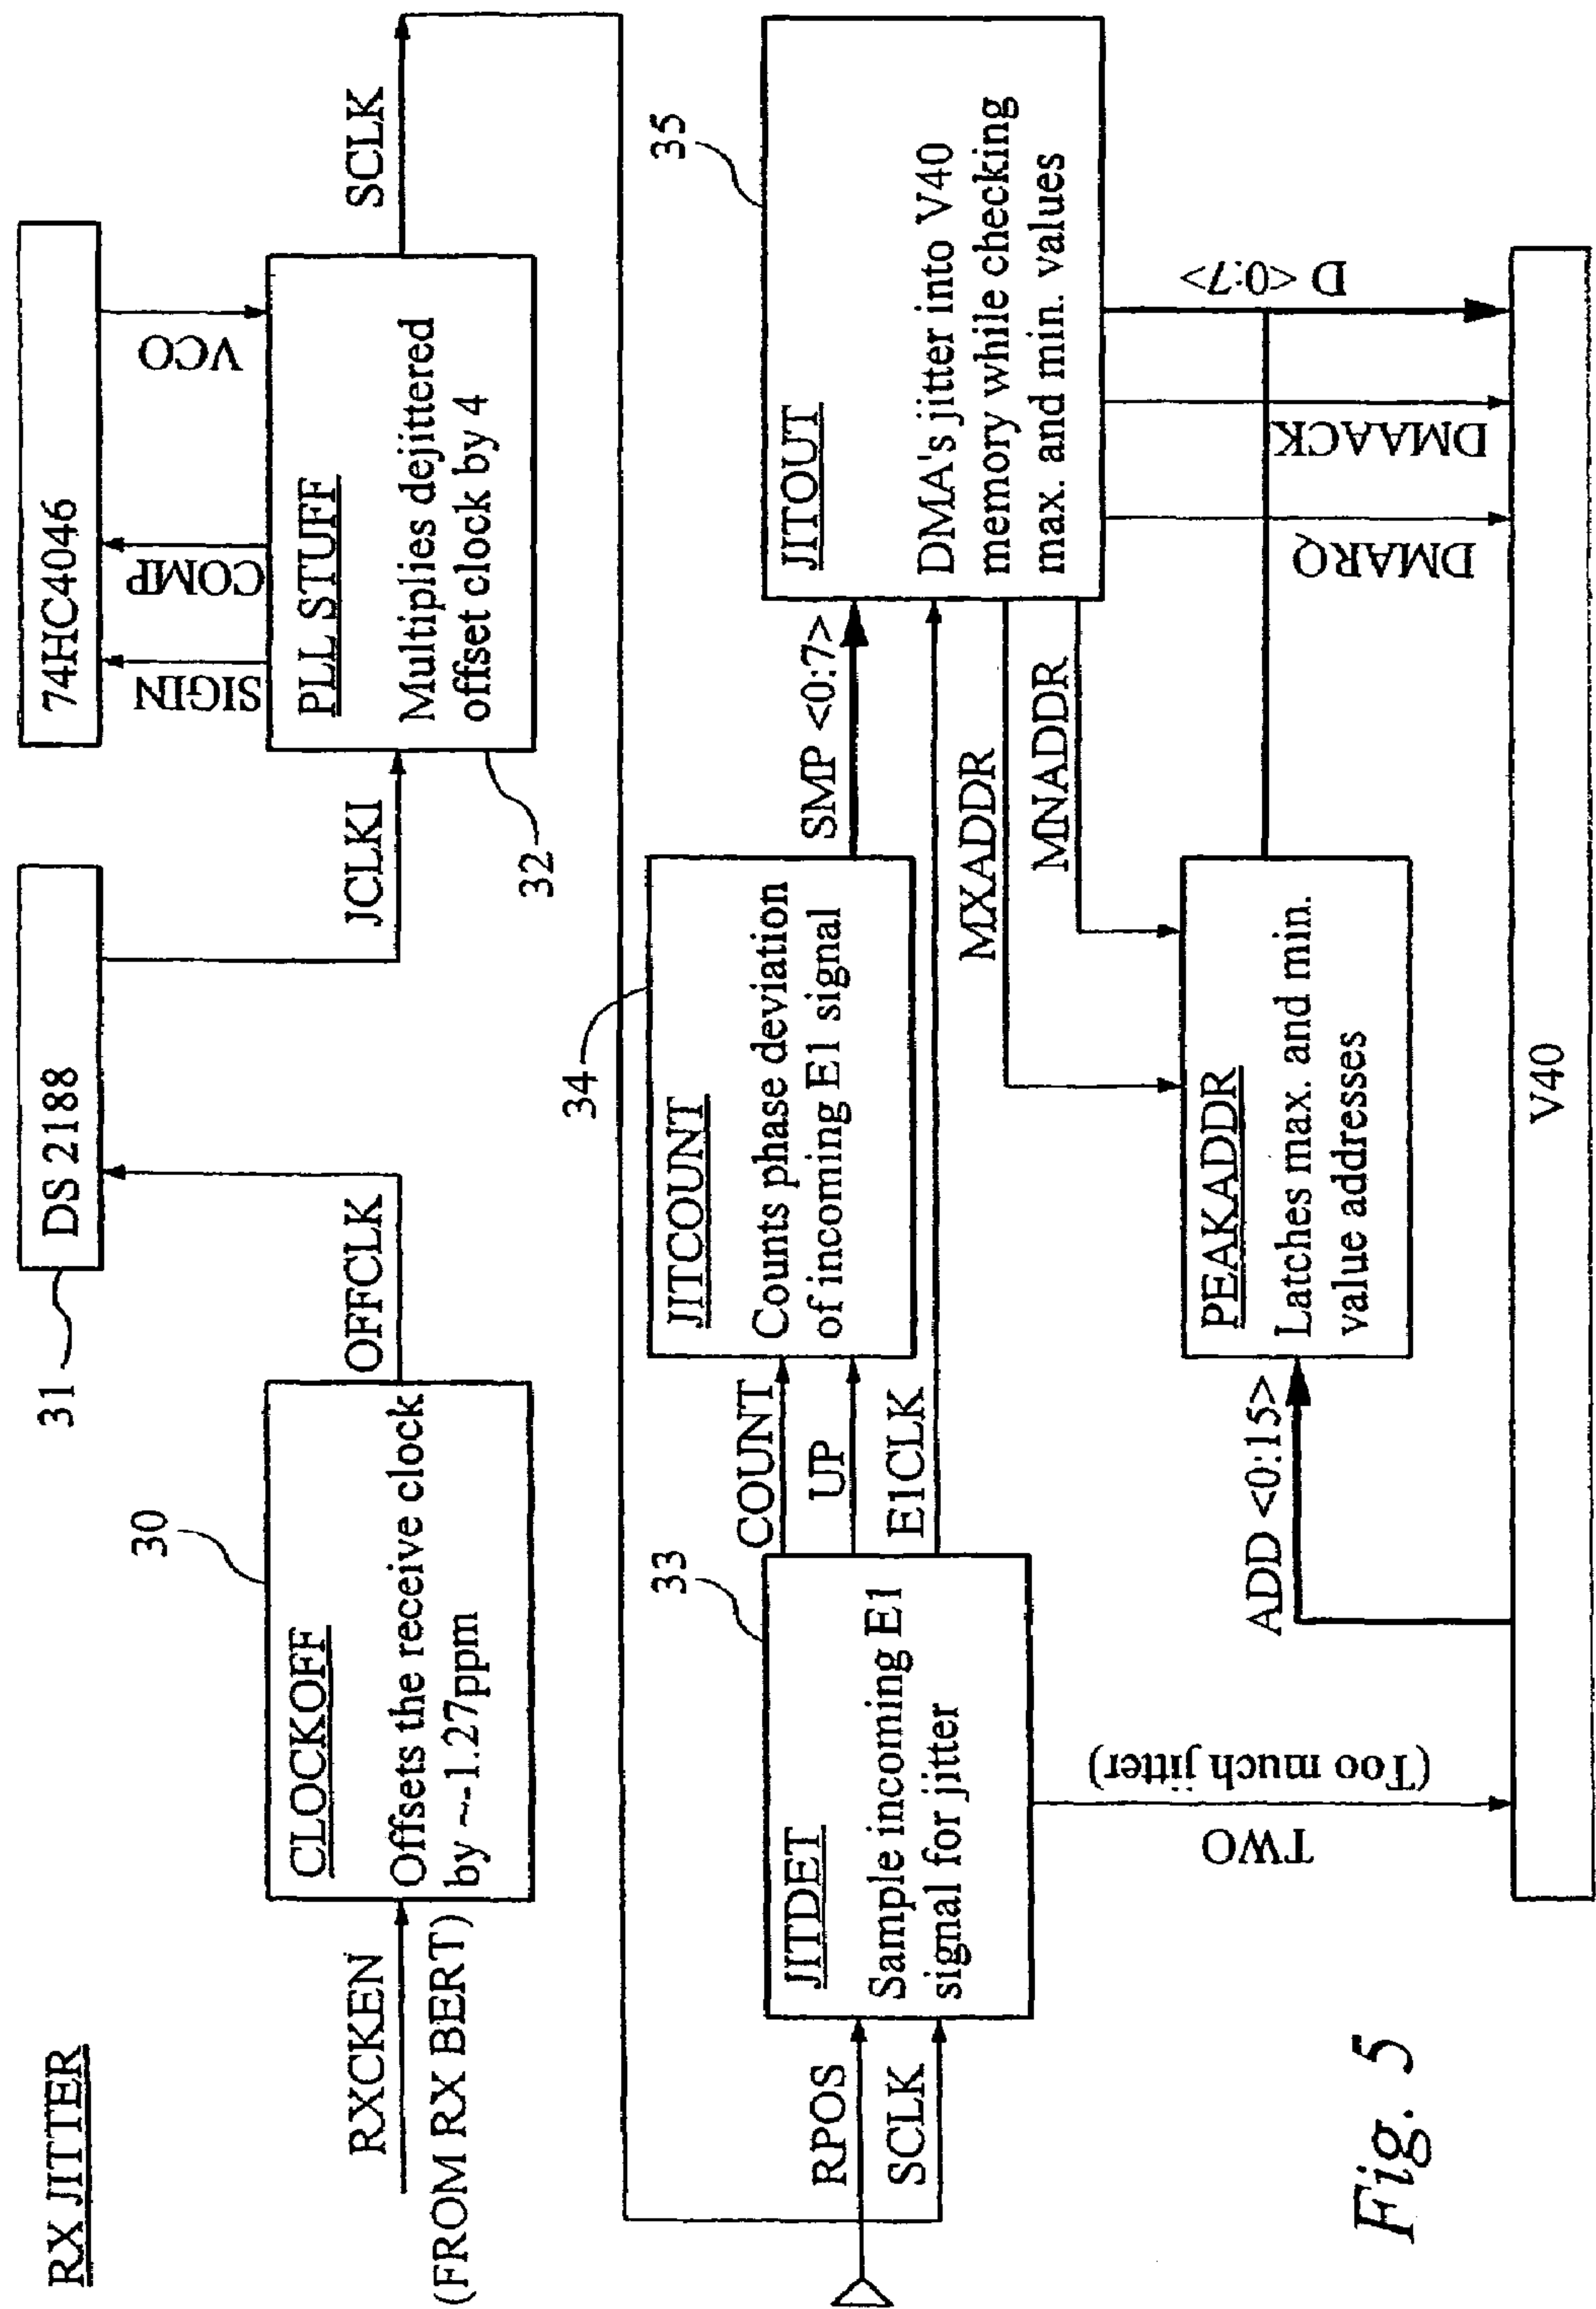 RX JITTER
RXCKEN
(FROM RX BERT)
30
CLOCKOFF
Offsets the receive clock
by ~-1.27ppm
OFFCLK
31
DS 2188
JCLKI
32
74HC4046
SIGIN
COMP
VCO
PLL STUFF
Multiplies dejittered
offset clock by 4
SCLK
RPOS
SCLK
33
JITDET
Sample incoming E1
signal for jitter
COUNT
UP
E1CLK
TWO
(Too much jitter)
34
JITCOUNT
Counts phase deviation
of incoming E1 signal
SMP <0:7>
MXADDR
MNADDR
35
JITOUT
DMA's jitter into V40
memory while checking
max. and min. values
ADD <0:15>
PEAKADDR
Latches max. and min.
value addresses
DMARQ
DMAACK
D <0:7>
V40
Fig. 5